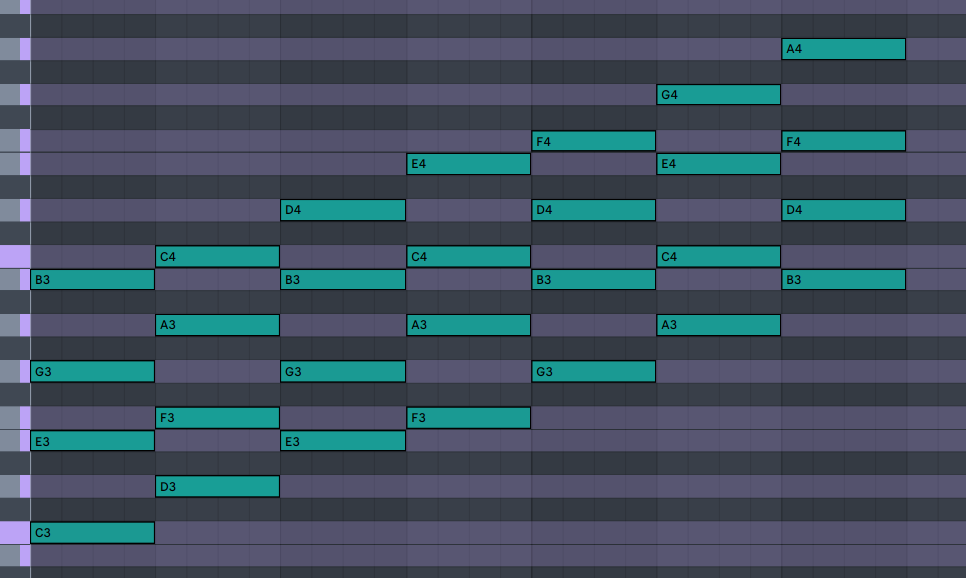 A4
G4
F4 F4
E4 E4
D4 D4 D4
C4 C4 C4
B3 B3 B3 B3
A3 A3 A3
G3 G3 G3
F3 F3
E3 E3
D3
C3